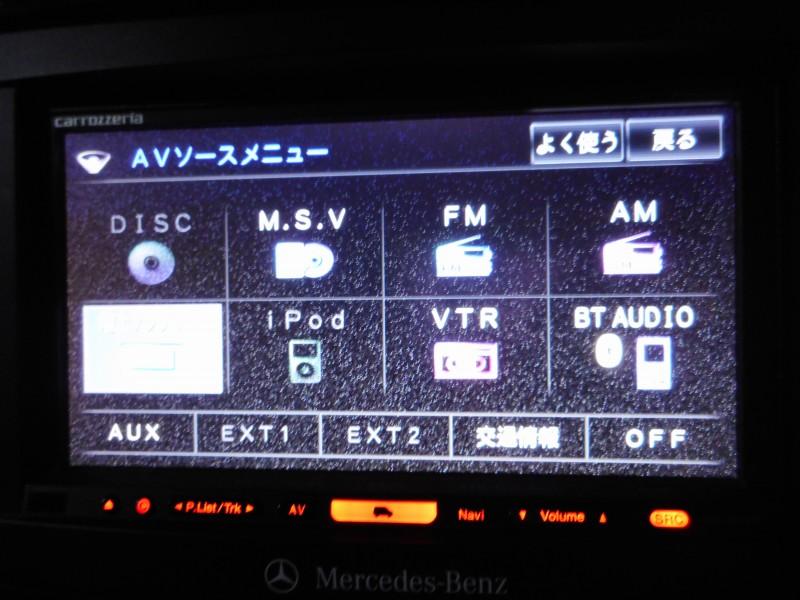 carrozzeria
AVソースメニュー
よく使う
戻る
DISC
M.S.V
FM
AM
iPod
VTR
BT AUDIO
AUX
EXT1
EXT2
交通情報
OFF
P.List/Trk
AV
Navi
Volume
SRC
Mercedes-Benz